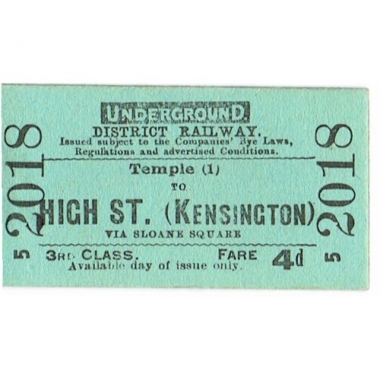 UNDERGROUND.
DISTRICT RAILWAY.
Issued subject to the Companies' Bye Laws,
Regulations and advertised Conditions.
Temple (1)
TO
HIGH ST. (KENSINGTON)
VIA SLOANE SQUARE
3RD CLASS. FARE 4d
Available day of issue only.
5 2018
5 2018